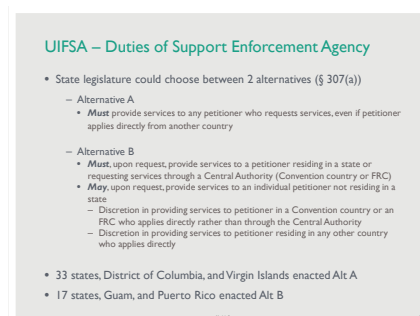 UIFSA – Duties of Support Enforcement Agency
• State legislature could choose between 2 alternatives (§ 307(a))
– Alternative A
• Must provide services to any petitioner who requests services, even if petitioner
applies directly from another country
– Alternative B
• Must, upon request, provide services to a petitioner residing in a state or
requesting services through a Central Authority (Convention country or FRC)
• May, upon request, provide services to an individual petitioner not residing in a
state
– Discretion in providing services to petitioner in a Convention country or an
FRC who applies directly rather than through the Central Authority
– Discretion in providing services to petitioner residing in any other country
who applies directly
• 33 states, District of Columbia, and Virgin Islands enacted Alt A
• 17 states, Guam, and Puerto Rico enacted Alt B